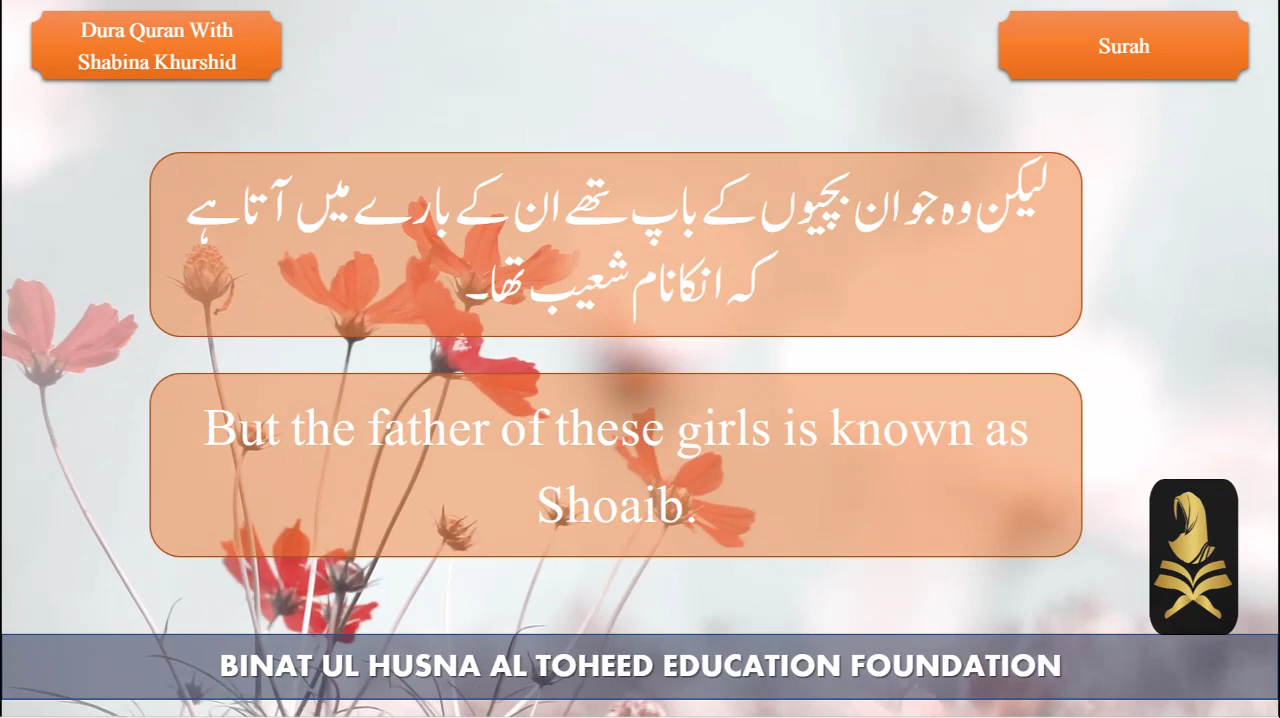 Dura Quran With
Shabina Khurshid
Surah
لیکن وہ جو ان بچیوں کے باپ تھے ان کے بارے میں آتا ہے
کہ انکا نام شعیب تھا۔
But the father of these girls is known as
Shoaib.
BINAT UL HUSNA AL TOHEED EDUCATION FOUNDATION